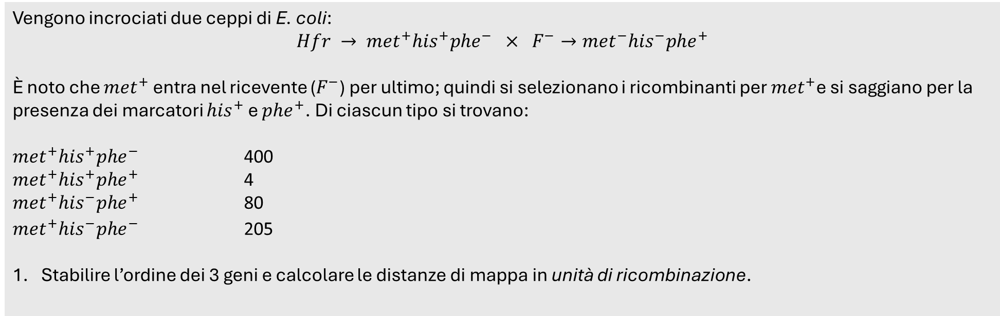 Vengono incrociati due ceppi di E. coli:
Hfr → met⁺his⁺phe⁻ × F⁻ → met⁻his⁻phe⁺
È noto che met⁺ entra nel ricevente (F⁻) per ultimo; quindi si selezionano i ricombinanti per met⁺e si saggiano per la
presenza dei marcatori his⁺ e phe⁺. Di ciascun tipo si trovano:
met⁺his⁺phe⁻ 400
met⁺his⁺phe⁺ 4
met⁺his⁻phe⁺ 80
met⁺his⁻phe⁻ 205
1. Stabilire l’ordine dei 3 geni e calcolare le distanze di mappa in unità di ricombinazione.